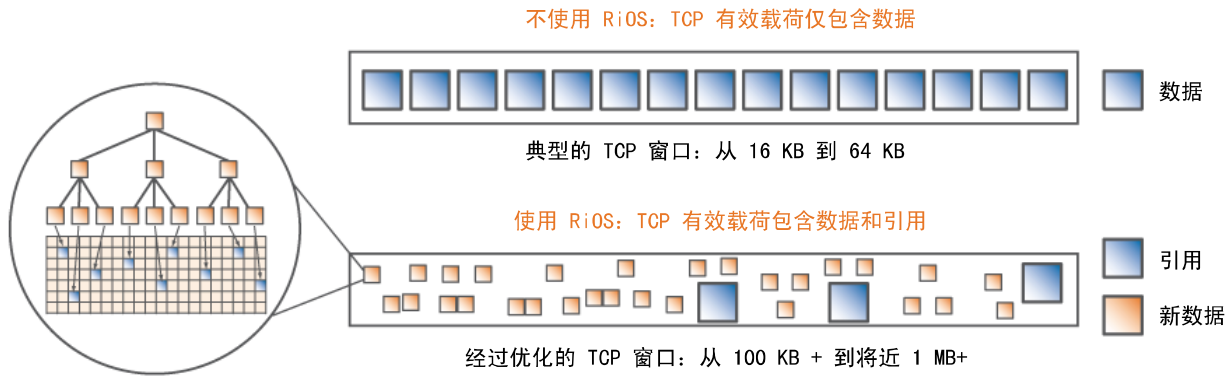 不使用 RiOS: TCP 有效载荷仅包含数据
数据
典型的 TCP 窗口: 从 16 KB 到 64 KB
使用 RiOS: TCP 有效载荷包含数据和引用
引用
新数据
经过优化的 TCP 窗口: 从 100 KB + 到将近 1 MB+